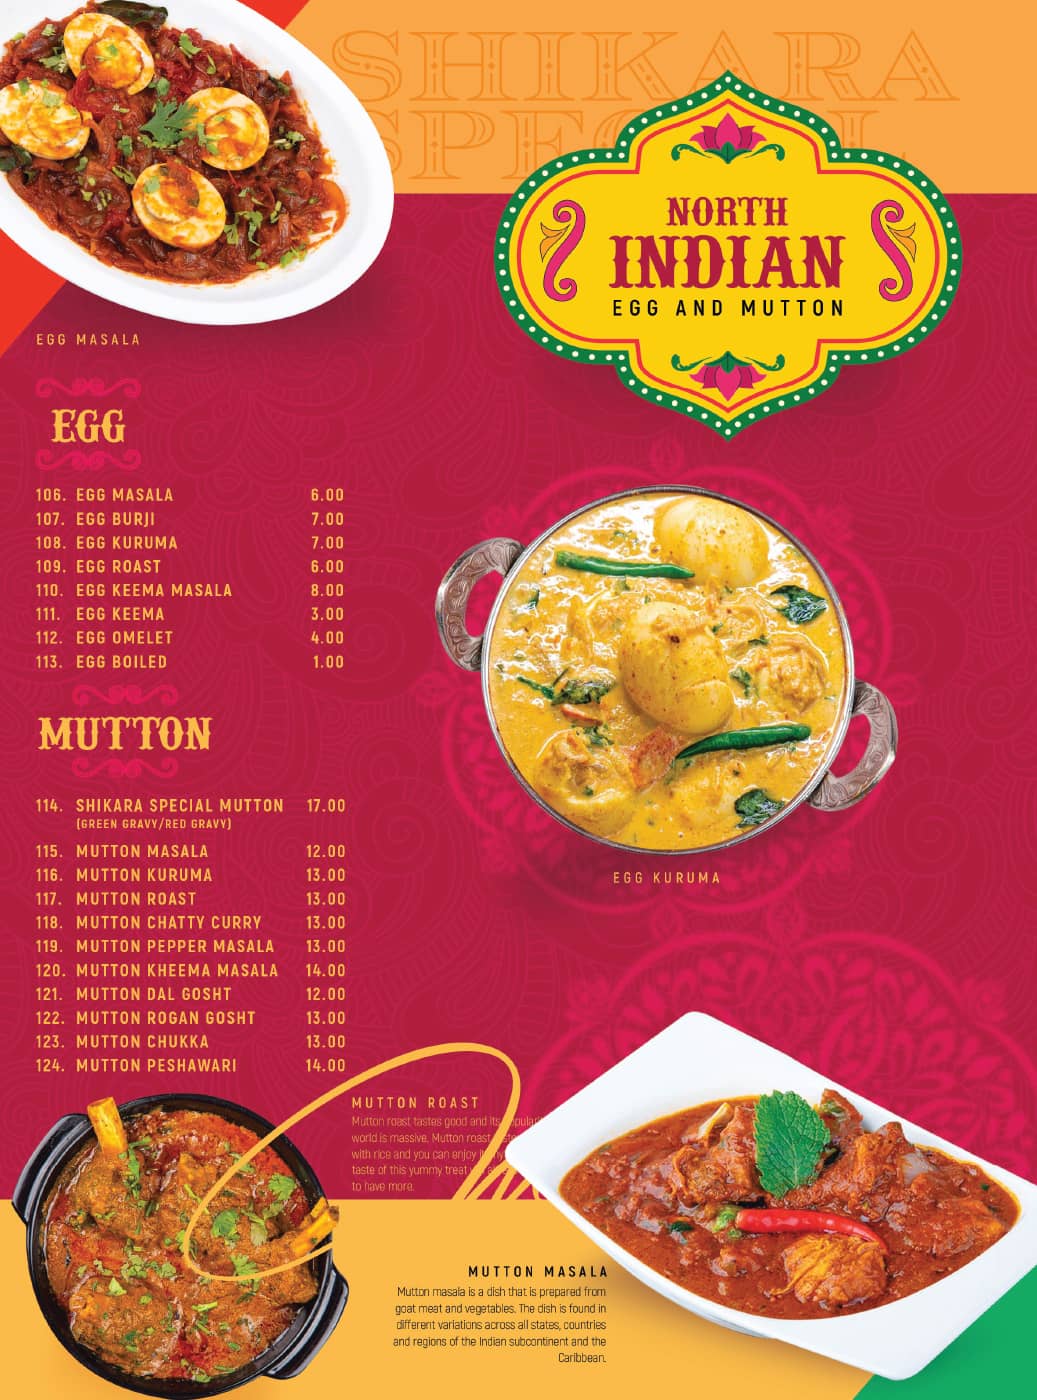 SHIKARA
NORTH
INDIAN
EGG AND MUTTON
EGG MASALA
EGG
106. EGG MASALA 6.00
107. EGG BURJI 7.00
108. EGG KURUMA 7.00
109. EGG ROAST 6.00
110. EGG KEEMA MASALA 8.00
111. EGG KEEMA 3.00
112. EGG OMELET 4.00
113. EGG BOILED 1.00
MUTTON
114. SHIKARA SPECIAL MUTTON 17.00
(GREEN GRAVY/RED GRAVY)
115. MUTTON MASALA 12.00
116. MUTTON KURUMA 13.00
117. MUTTON ROAST 13.00
118. MUTTON CHATTY CURRY 13.00
119. MUTTON PEPPER MASALA 13.00
120. MUTTON KHEEMA MASALA 14.00
121. MUTTON DAL GOSHT 12.00
122. MUTTON ROGAN GOSHT 13.00
123. MUTTON CHUKKA 13.00
124. MUTTON PESHAWARI 14.00
EGG KURUMA
MUTTON ROAST
Mutton roast tastes good and its
world is massive. Mutton roast
with rice and you can enjoy
taste of this yummy treat
to have more.
MUTTON MASALA
Mutton masala is a dish that is prepared from
goat meat and vegetables. The dish is found in
different variations across all states, countries
and regions of the Indian subcontinent and the
Caribbean.